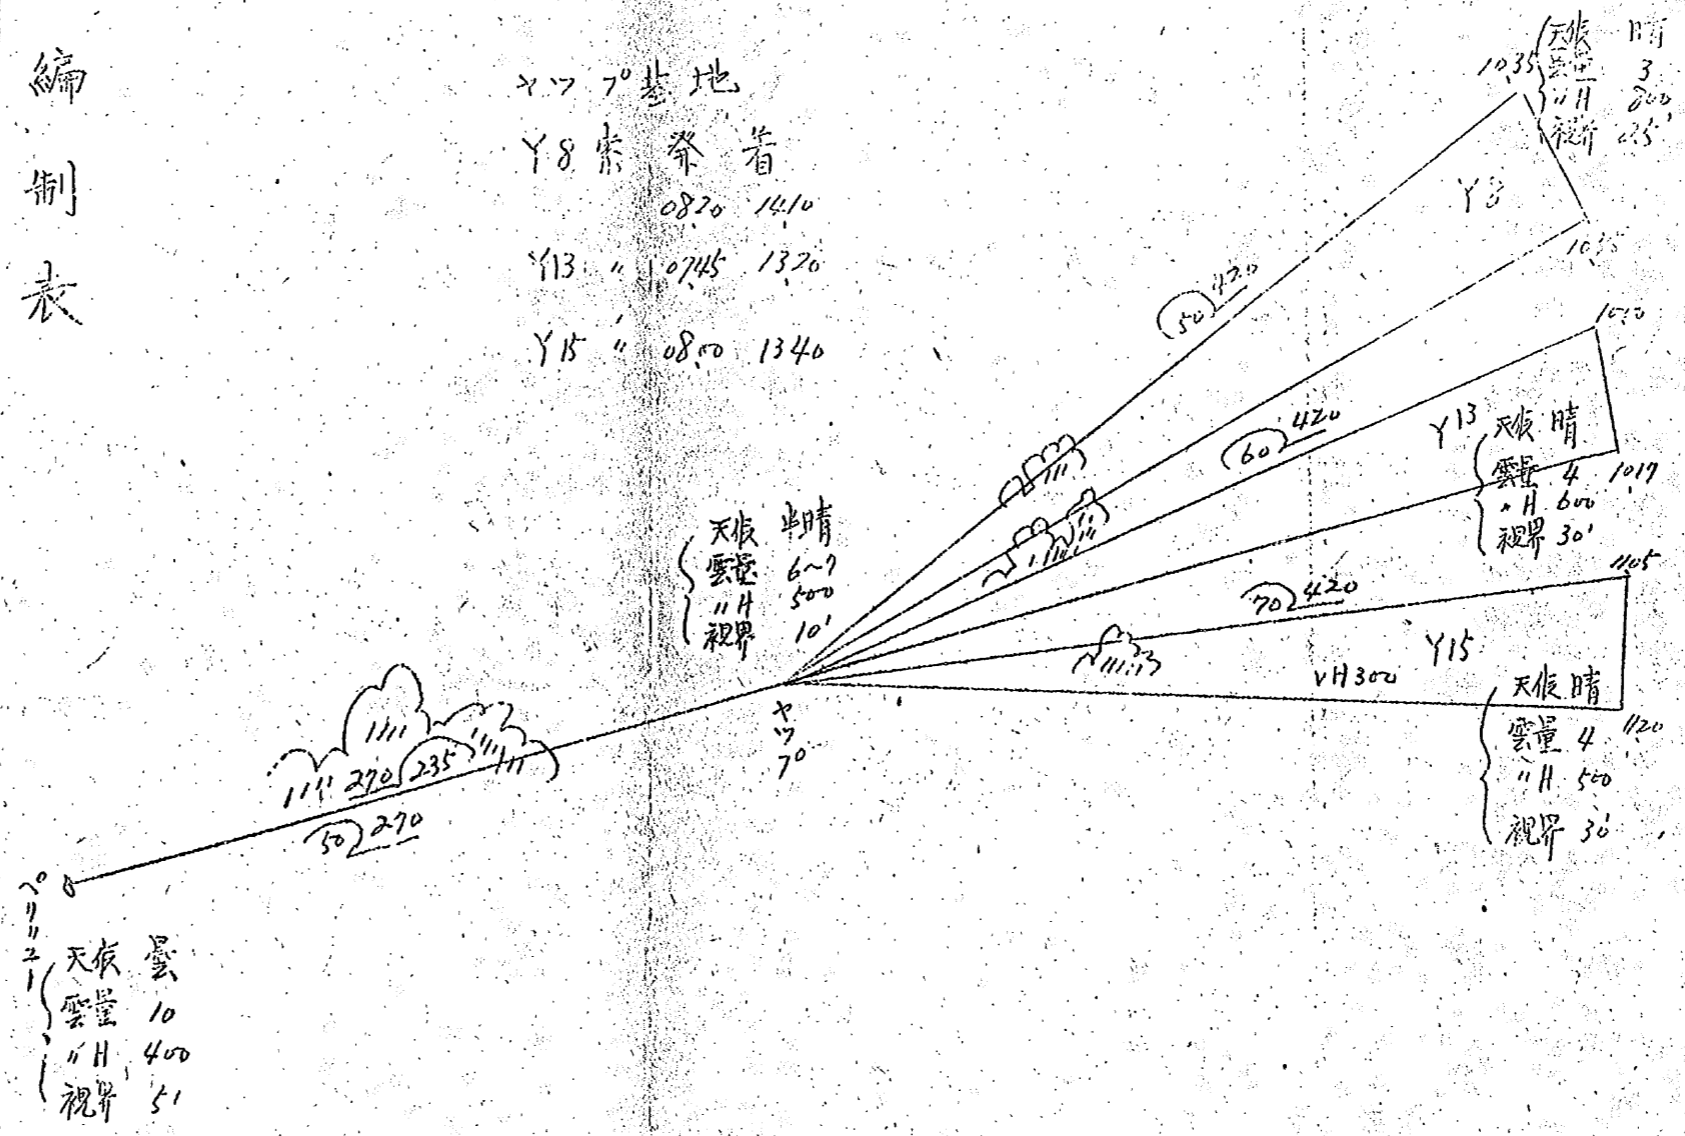 編制表
ヤップ基地
Y8索 発 着
0820 1410
Y13 〃 0745 1320
Y15 〃 0800 1340
1035
天候 晴
雲量 3
〃H 800
視界 25'
Y8
1035
50 420
1010
60 420
Y13
天候 晴
雲量 4
〃H 600
視界 30'
1017
天候 半晴
雲量 6~7
〃H 500
視界 10'
1105
70 420
Y15
vH300
天候 晴
雲量 4
〃H 500
視界 30'
1120
ヤップ
270 235
50 270
ペリリュー
天候 曇
雲量 10
〃H 400
視界 5'